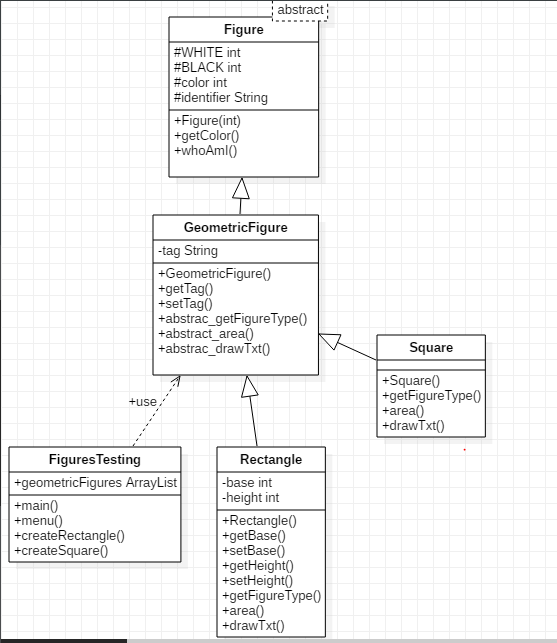 abstract
Figure
#WHITE int
#BLACK int
#color int
#identifier String
+Figure(int)
+getColor()
+whoAmI()
GeometricFigure
-tag String
+GeometricFigure()
+getTag()
+setTag()
+abstrac_getFigureType()
+abstract_area()
+abstrac_drawTxt()
Square
+Square()
+getFigureType()
+area()
+drawTxt()
+use
FiguresTesting
+geometricFigures ArrayList
+main()
+menu()
+createRectangle()
+createSquare()
Rectangle
-base int
-height int
+Rectangle()
+getBase()
+setBase()
+getHeight()
+setHeight()
+getFigureType()
+area()
+drawTxt()